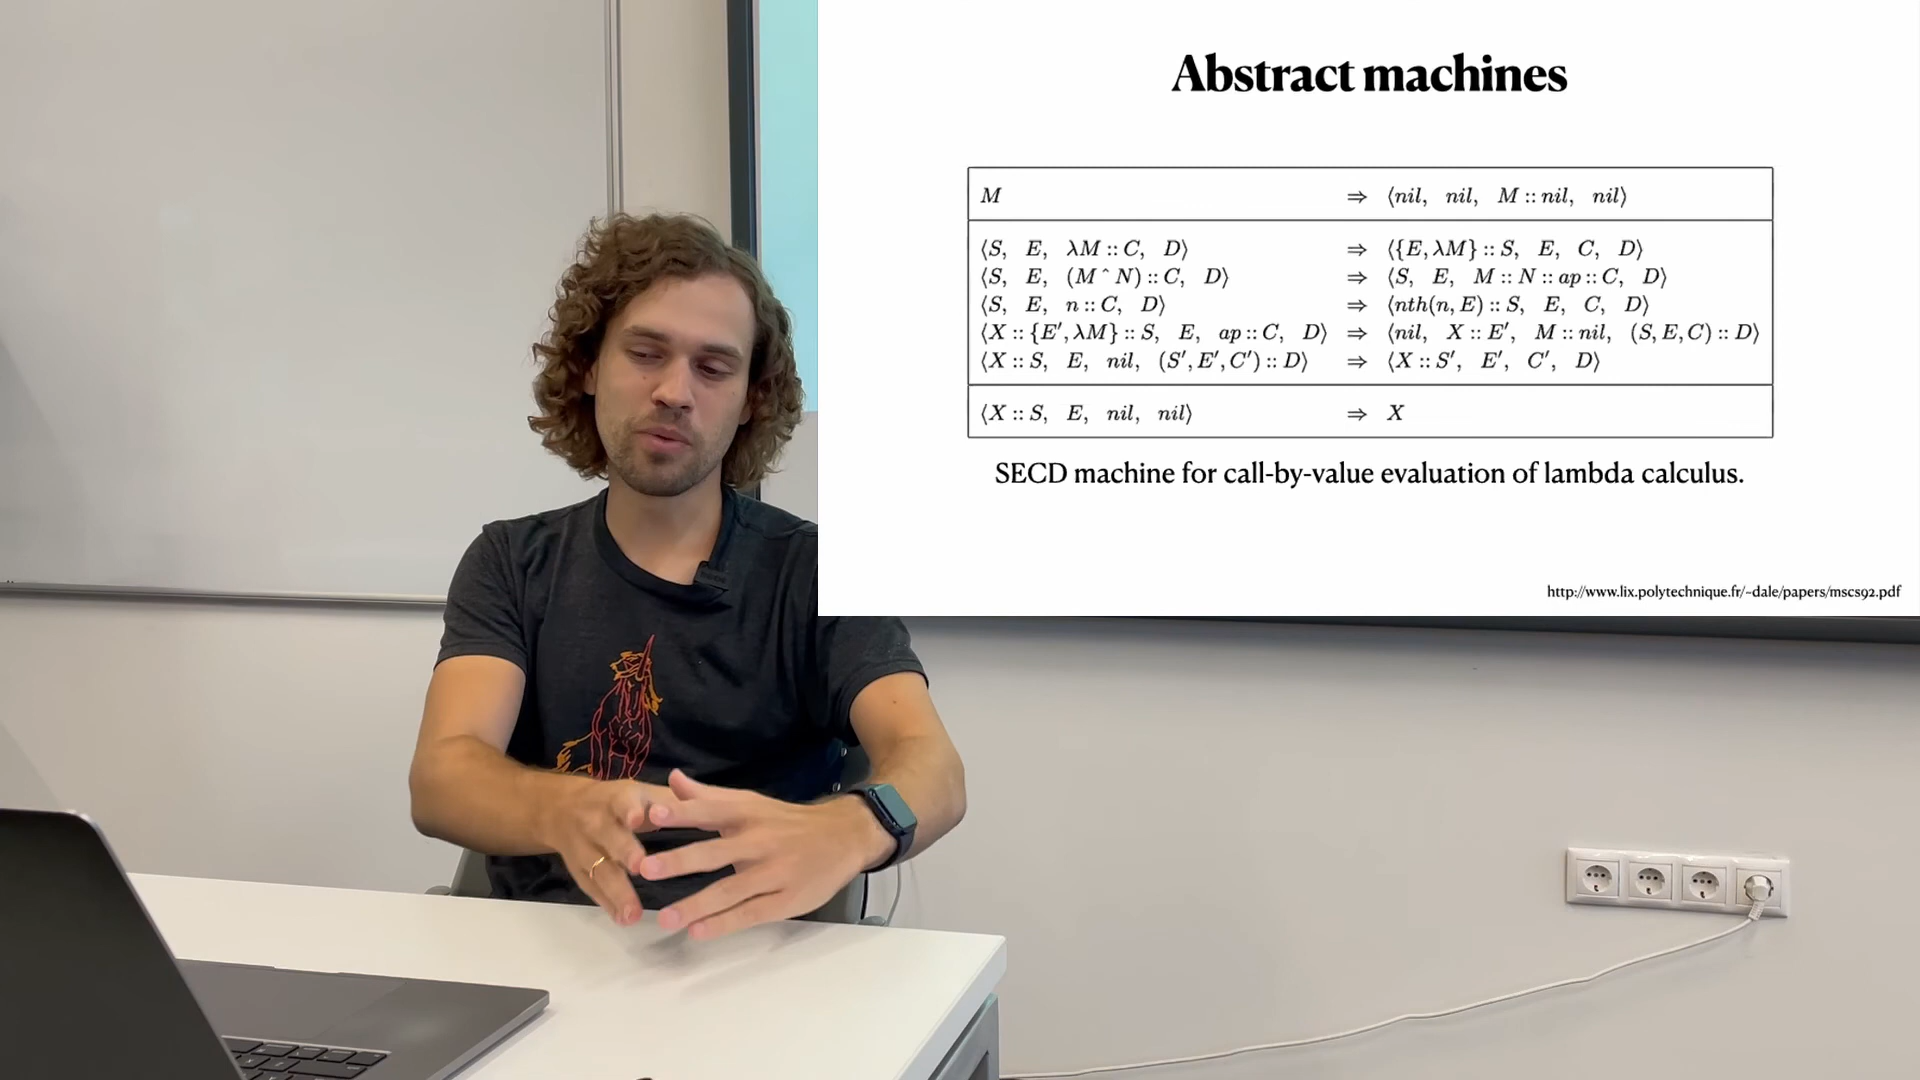 Abstract machines
M ⇒ ⟨nil, nil, M :: nil, nil⟩
⟨S, E, λM :: C, D⟩ ⇒ ⟨{E, λM} :: S, E, C, D⟩
⟨S, E, (M ^ N) :: C, D⟩ ⇒ ⟨S, E, M :: N :: ap :: C, D⟩
⟨S, E, n :: C, D⟩ ⇒ ⟨nth(n, E) :: S, E, C, D⟩
⟨X :: {E′, λM} :: S, E, ap :: C, D⟩ ⇒ ⟨nil, X :: E′, M :: nil, (S, E, C) :: D⟩
⟨X :: S, E, nil, (S′, E′, C′) :: D⟩ ⇒ ⟨X :: S′, E′, C′, D⟩
⟨X :: S, E, nil, nil⟩ ⇒ X
SECD machine for call-by-value evaluation of lambda calculus.
http://www.lix.polytechnique.fr/~dale/papers/mscs92.pdf